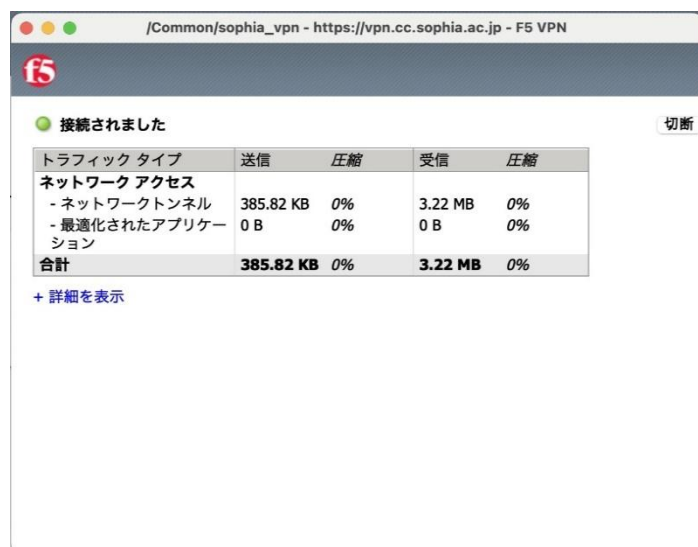 /Common/sophia_vpn - https://vpn.cc.sophia.ac.jp - F5 VPN
f5
接続されました
切断
トラフィック タイプ 送信 圧縮 受信 圧縮
ネットワーク アクセス
- ネットワークトンネル 385.82 KB 0% 3.22 MB 0%
- 最適化されたアプリケー 0 B 0% 0 B 0%
ション
合計 385.82 KB 0% 3.22 MB 0%
+ 詳細を表示